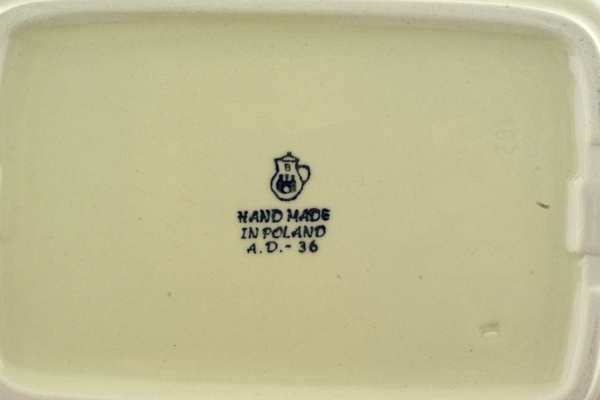 B
HAND MADE
IN POLAND
A.D.- 36